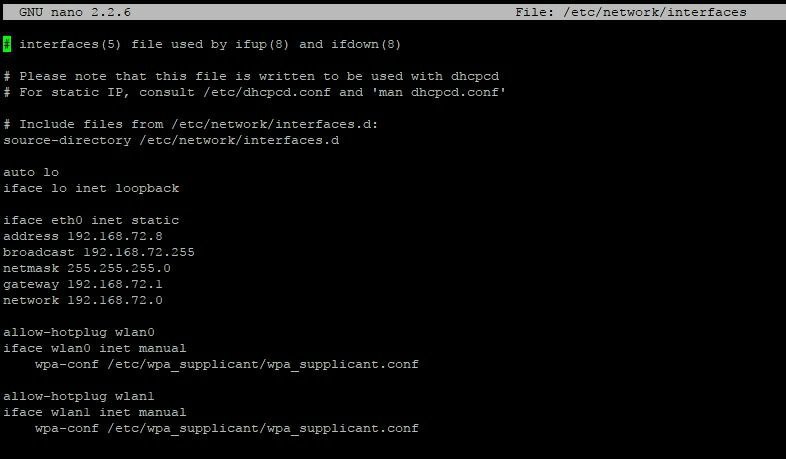 GNU nano 2.2.6 File: /etc/network/interfaces
# interfaces(5) file used by ifup(8) and ifdown(8)
# Please note that this file is written to be used with dhcpcd
# For static IP, consult /etc/dhcpcd.conf and 'man dhcpcd.conf'
# Include files from /etc/network/interfaces.d:
source-directory /etc/network/interfaces.d
auto lo
iface lo inet loopback
iface eth0 inet static
address 192.168.72.8
broadcast 192.168.72.255
netmask 255.255.255.0
gateway 192.168.72.1
network 192.168.72.0
allow-hotplug wlan0
iface wlan0 inet manual
wpa-conf /etc/wpa_supplicant/wpa_supplicant.conf
allow-hotplug wlan1
iface wlan1 inet manual
wpa-conf /etc/wpa_supplicant/wpa_supplicant.conf